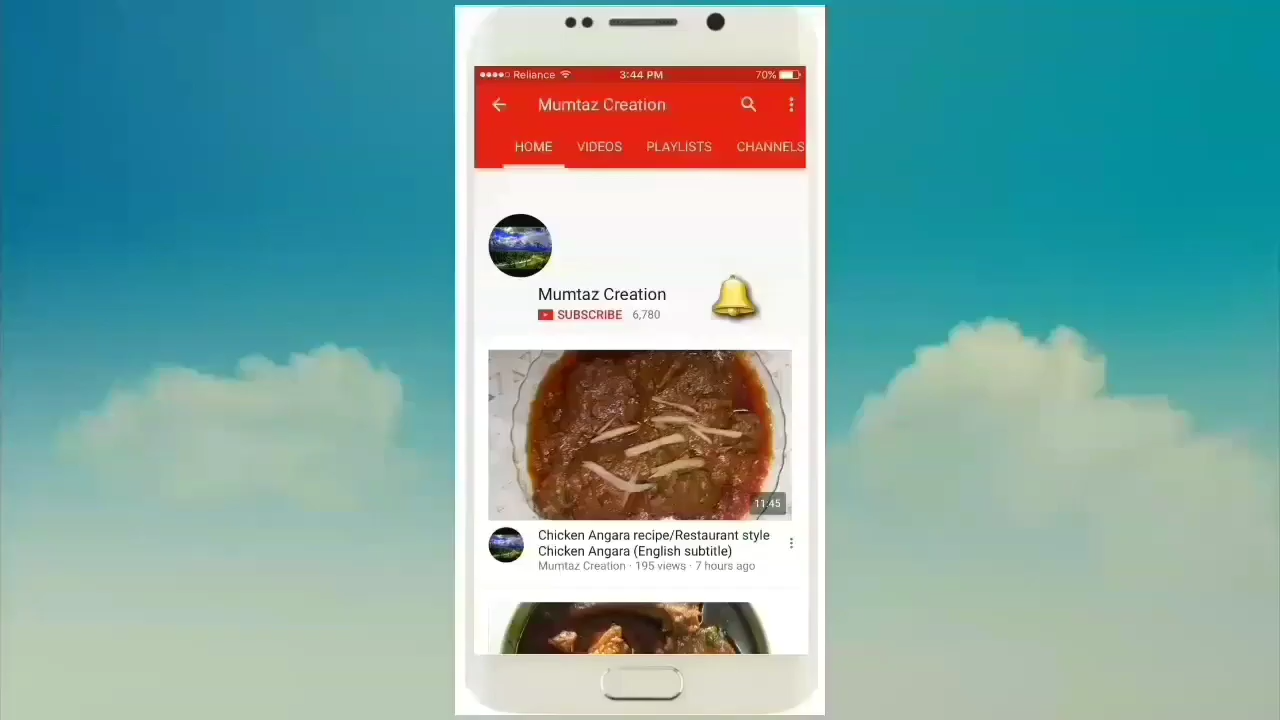 Reliance 3:44 PM 70%
Mumtaz Creation
HOME VIDEOS PLAYLISTS CHANNELS
Mumtaz Creation
SUBSCRIBE 6,780
11:45
Chicken Angara recipe/Restaurant style
Chicken Angara (English subtitle)
Mumtaz Creation · 195 views · 7 hours ago